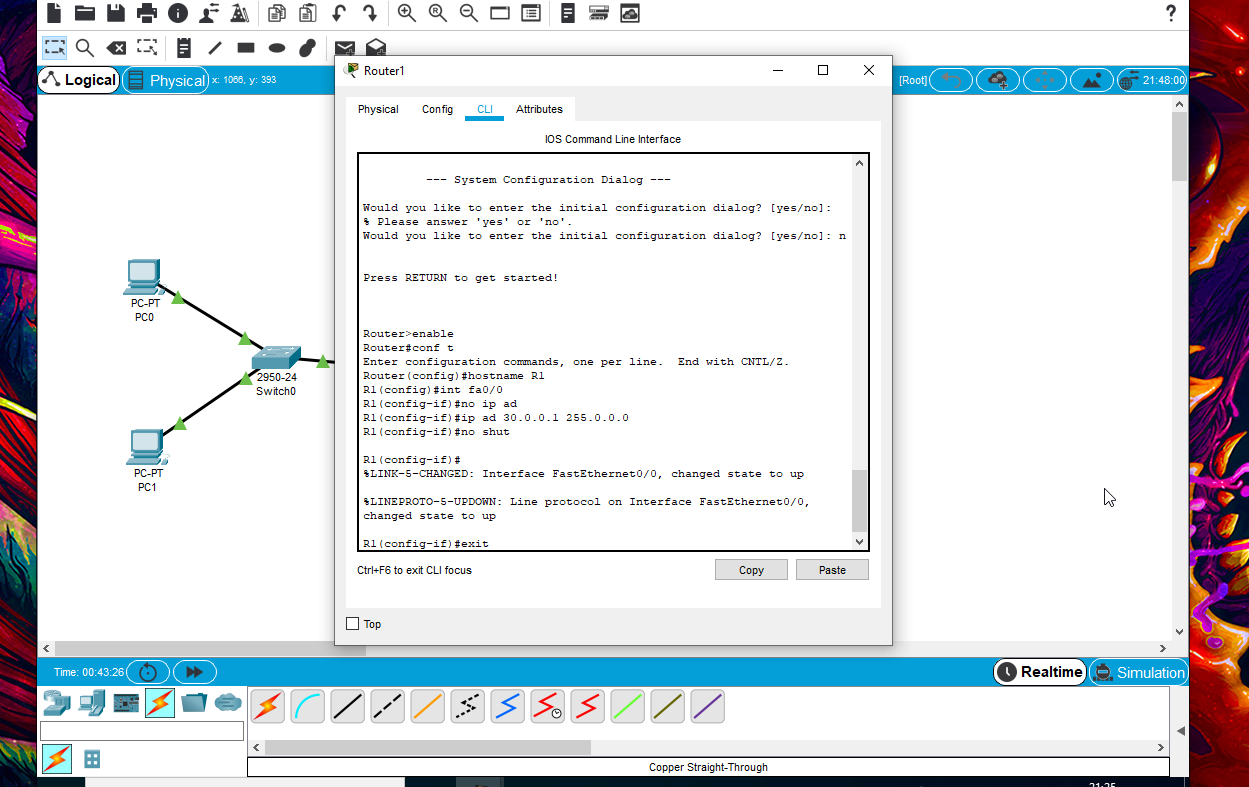 ?
Logical
Physical
x: 1066, y: 393
[Root]
21:48:00
Router1
Physical
Config
CLI
Attributes
IOS Command Line Interface
--- System Configuration Dialog ---
Would you like to enter the initial configuration dialog? [yes/no]:
% Please answer 'yes' or 'no'.
Would you like to enter the initial configuration dialog? [yes/no]: n
Press RETURN to get started!
Router>enable
Router#conf t
Enter configuration commands, one per line.  End with CNTL/Z.
Router(config)#hostname R1
R1(config)#int fa0/0
R1(config-if)#no ip ad
R1(config-if)#ip ad 30.0.0.1 255.0.0.0
R1(config-if)#no shut
R1(config-if)#
%LINK-5-CHANGED: Interface FastEthernet0/0, changed state to up
%LINEPROTO-5-UPDOWN: Line protocol on Interface FastEthernet0/0,
changed state to up
R1(config-if)#exit
Ctrl+F6 to exit CLI focus
Copy
Paste
Top
PC-PT
PC0
2950-24
Switch0
PC-PT
PC1
Time: 00:43:26
Realtime
Simulation
Copper Straight-Through